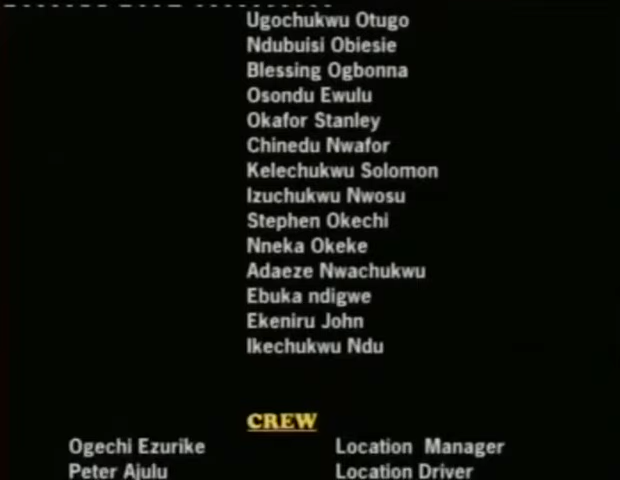 Ugochukwu Otugo
Ndubuisi Obiesie
Blessing Ogbonna
Osondu Ewulu
Okafor Stanley
Chinedu Nwafor
Kelechukwu Solomon
Izuchukwu Nwosu
Stephen Okechi
Nneka Okeke
Adaeze Nwachukwu
Ebuka ndigwe
Ekeniru John
Ikechukwu Ndu
CREW
Ogechi Ezurike Location Manager
Peter Ajulu Location Driver